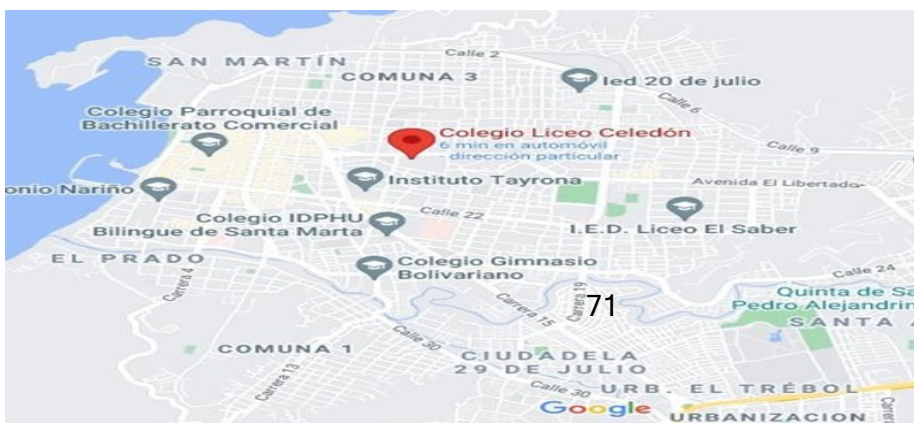 Calle 2
SAN MARTÍN
COMUNA 3
Ied 20 de julio
Calle 6
Colegio Parroquial de
Bachillerato Comercial
Colegio Liceo Celedón
6 min en automóvil
- dirección particular
Calle 9
onio Nariño
Instituto Tayrona
Avenida El Libertado
Colegio IDPHU
Bilingue de Santa Marta
Calle 22
I.E.D. Liceo El Saber
EL PRADO
Colegio Gimnasio
Bolivariano
Calle 24
Carrera 4
Carrera 19
71
Quinta de Sa
Pedro Alejandrin
SANTA A
Carrera 15
Calle 30
COMUNA 1
CIUDADELA
29 DE JULIO
Carrera 13
Calle 30
URB. EL TRÉBOL
Google
URBANIZACION